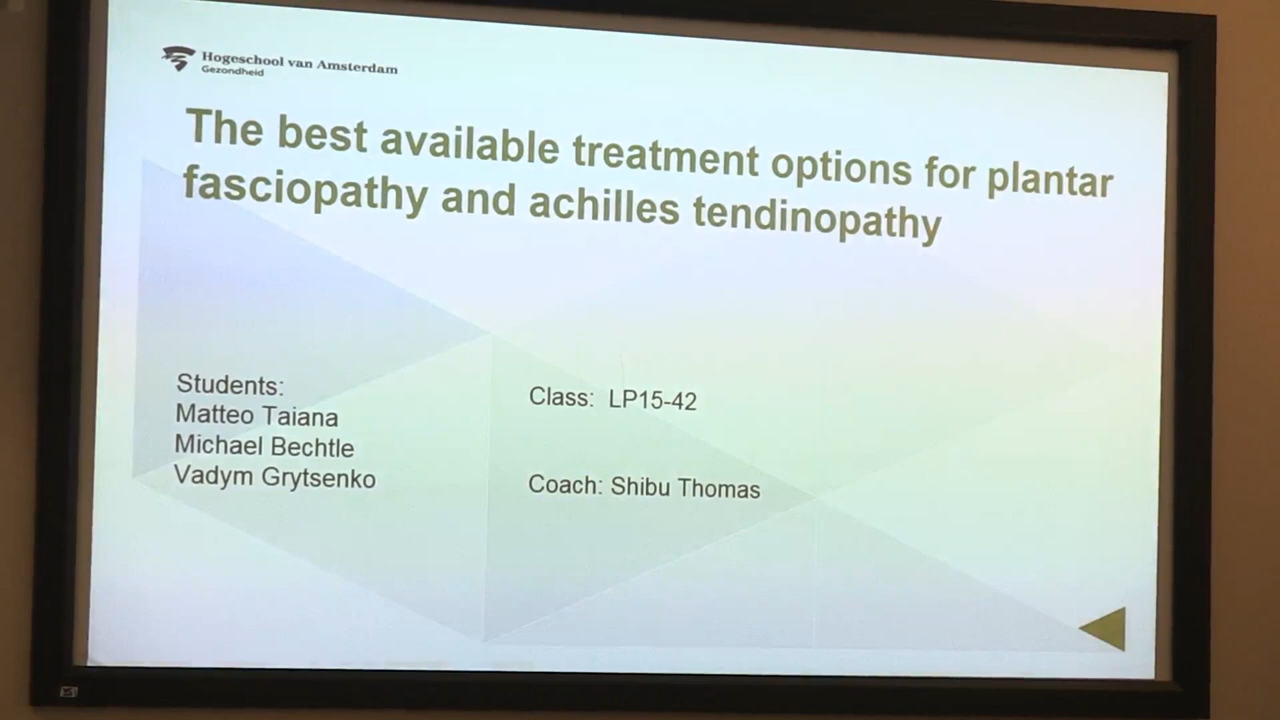 Hogeschool van Amsterdam
Gezondheid
The best available treatment options for plantar
fasciopathy and achilles tendinopathy
Students:
Matteo Taiana
Michael Bechtle
Vadym Grytsenko
Class: LP15-42
Coach: Shibu Thomas